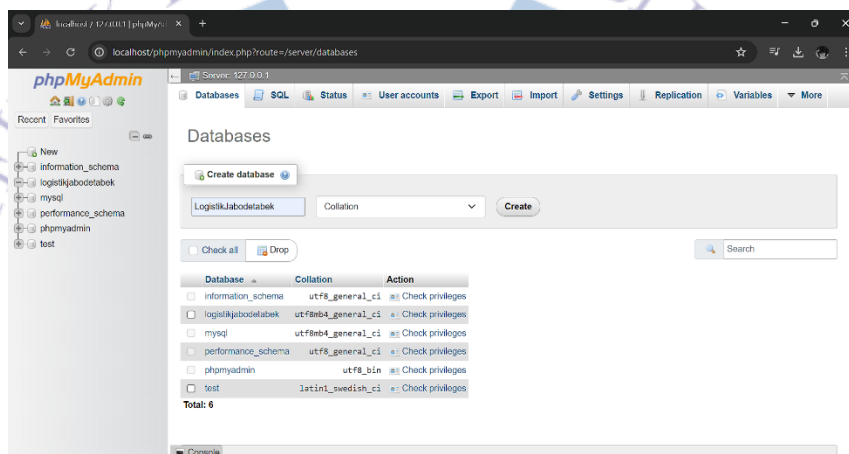 localhost / 127.0.0.1 | phpMyAd
localhost/phpmyadmin/index.php?route=/server/databases
phpMyAdmin
Recent Favorites
New
information_schema
logistikjabodetabek
mysql
performance_schema
phpmyadmin
test
Server: 127.0.0.1
Databases SQL Status User accounts Export Import Settings Replication Variables More
Databases
Create database
LogistikJabodetabek Collation Create
Check all Drop Search
Database Collation Action
information_schema utf8_general_ci Check privileges
logistikjabodetabek utf8mb4_general_ci Check privileges
mysql utf8mb4_general_ci Check privileges
performance_schema utf8_general_ci Check privileges
phpmyadmin utf8_bin Check privileges
test latin1_swedish_ci Check privileges
Total: 6
Console